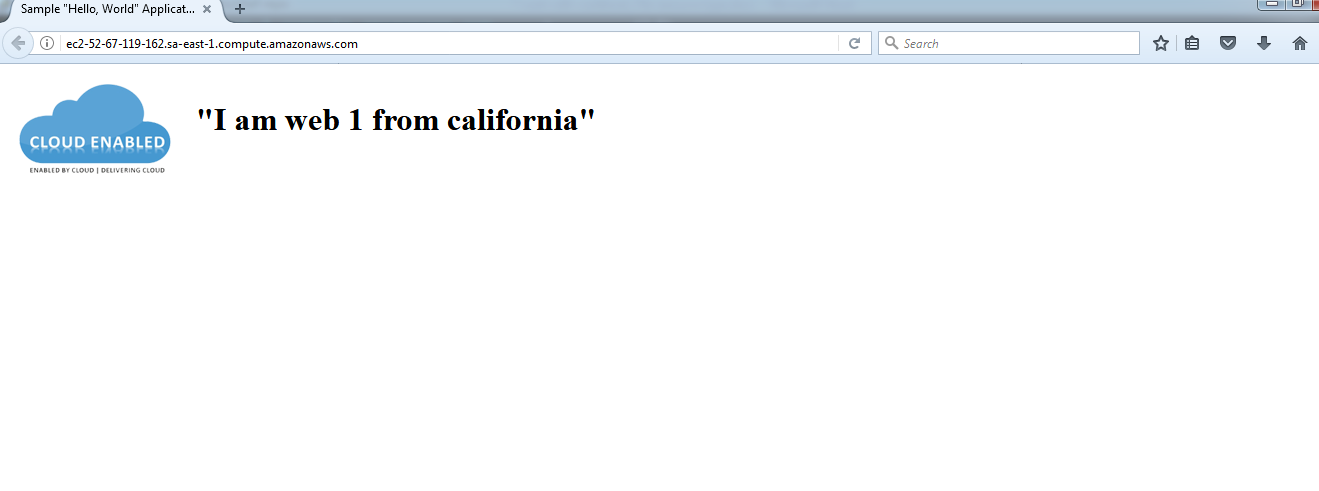 Sample "Hello, World" Applicat...
ec2-52-67-119-162.sa-east-1.compute.amazonaws.com
Search
CLOUD ENABLED
ENABLED BY CLOUD | DELIVERING CLOUD
"I am web 1 from california"